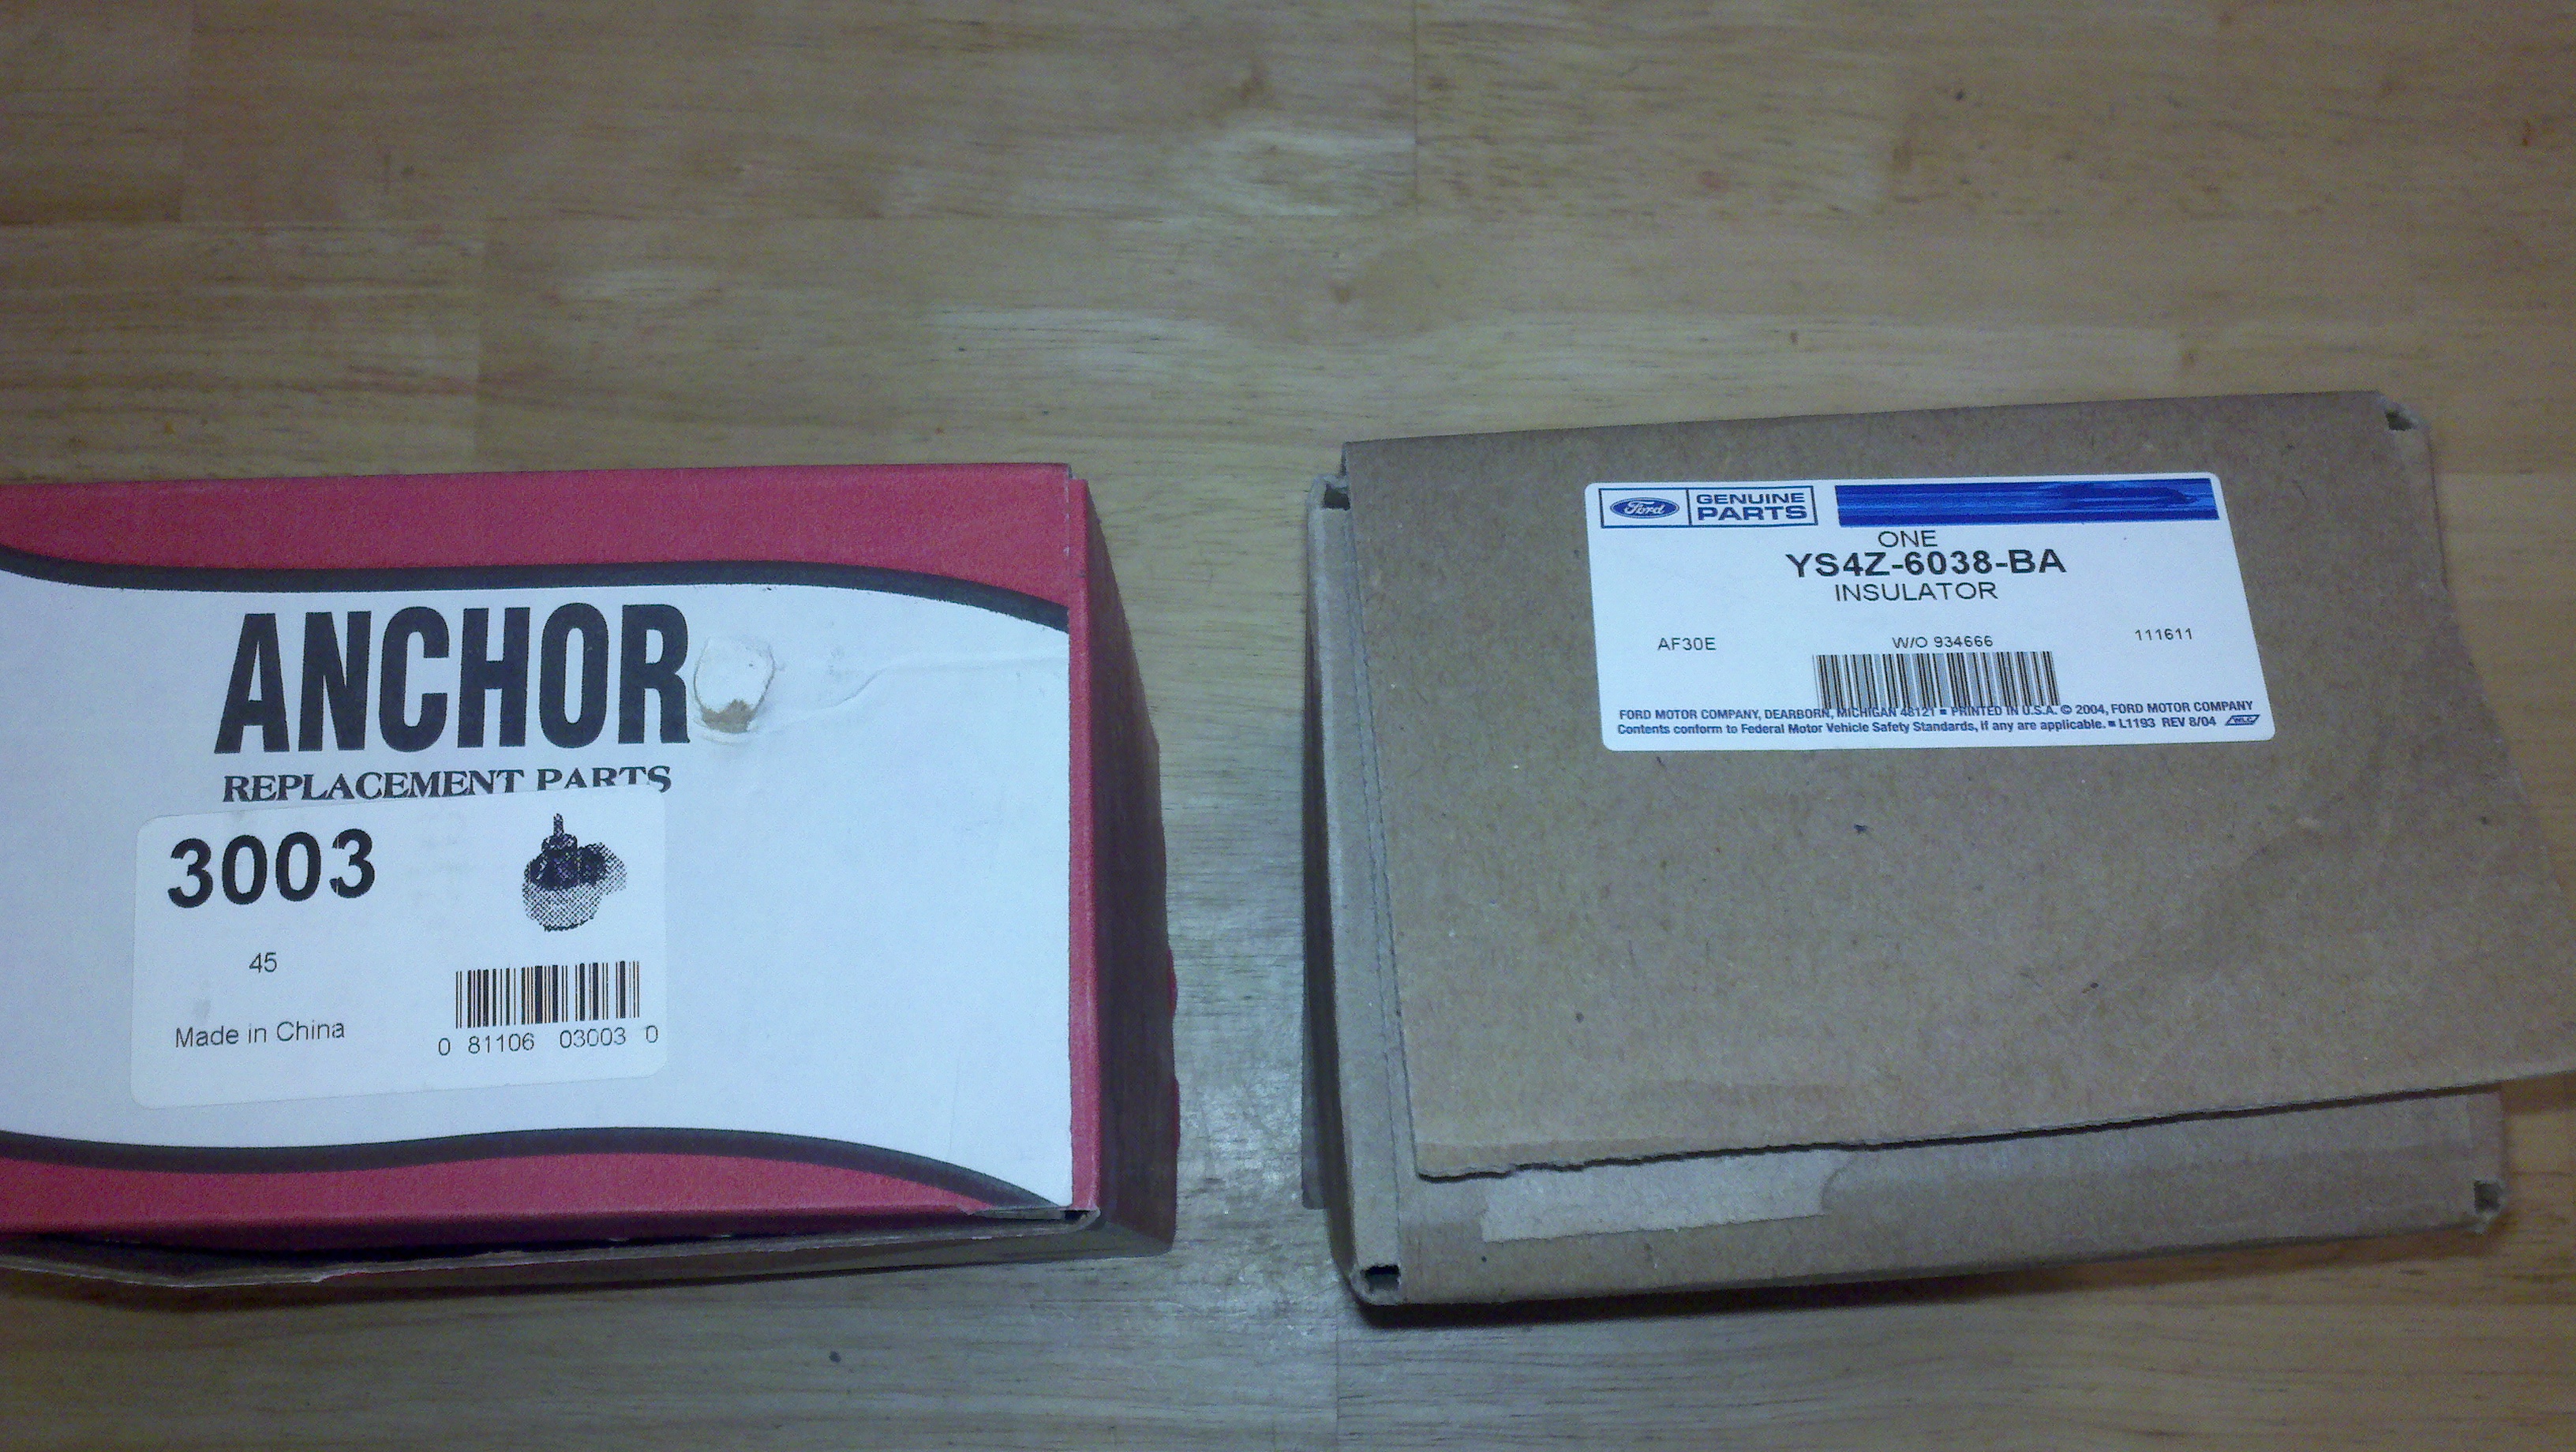 ANCHOR
REPLACEMENT PARTS
3003
45
Made in China
0 81106 03003 0
Ford
GENUINE
PARTS
ONE
YS4Z-6038-BA
INSULATOR
AF30E
W/O 934666
111611
FORD MOTOR COMPANY, DEARBORN, MICHIGAN 48121 ■ PRINTED IN U.S.A. © 2004, FORD MOTOR COMPANY
Contents conform to Federal Motor Vehicle Safety Standards, if any are applicable. ■ L1193 REV 8/04 WLC